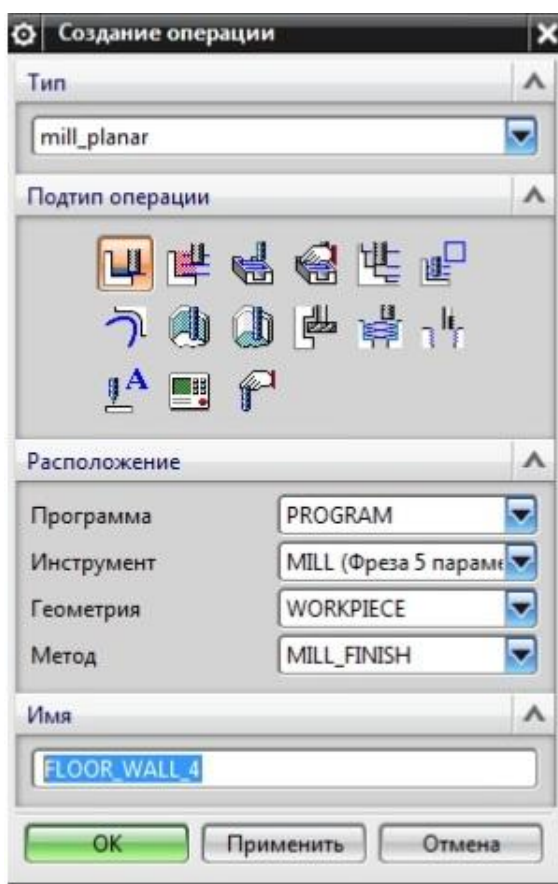 Создание операции
Тип
mill_planar
Подтип операции
A
Расположение
Программа PROGRAM
Инструмент MILL (Фреза 5 параме
Геометрия WORKPIECE
Метод MILL_FINISH
Имя
FLOOR_WALL_4
OK Применить Отмена